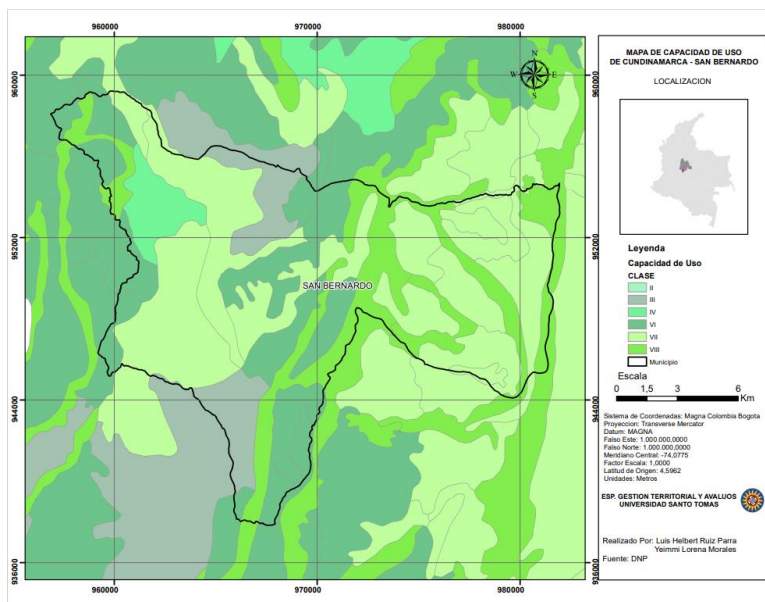 960000
970000
980000
960000
952000
944000
936000
N
W
E
S
SAN BERNARDO
960000
952000
944000
936000
960000
970000
980000
MAPA DE CAPACIDAD DE USO
DE CUNDINAMARCA - SAN BERNARDO
LOCALIZACION
Leyenda
Capacidad de Uso
CLASE
II
III
IV
VI
VII
VIII
Municipio
Escala
0 1,5 3 6
Km
Sistema de Coordenadas: Magna Colombia Bogota
Proyeccion: Transverse Mercator
Datum: MAGNA
Falso Este: 1.000.000,0000
Falso Norte: 1.000.000,0000
Meridiano Central: -74,0775
Factor Escala: 1,0000
Latitud de Origen: 4,5962
Unidades: Metros
ESP. GESTION TERRITORIAL Y AVALUOS
UNIVERSIDAD SANTO TOMAS
Realizado Por: Luis Helbert Ruiz Parra
Yeimmi Lorena Morales
Fuente: DNP